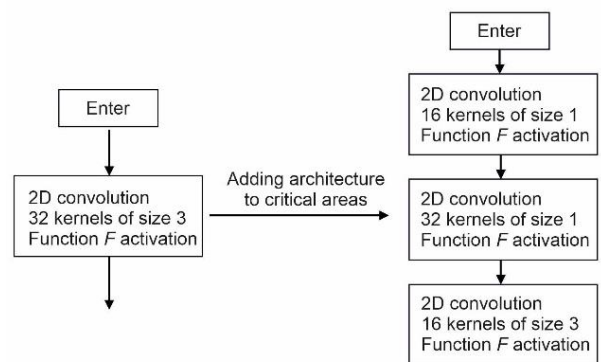 Enter
2D convolution
32 kernels of size 3
Function F activation
Adding architecture
to critical areas
Enter
2D convolution
16 kernels of size 1
Function F activation
2D convolution
32 kernels of size 1
Function F activation
2D convolution
16 kernels of size 3
Function F activation